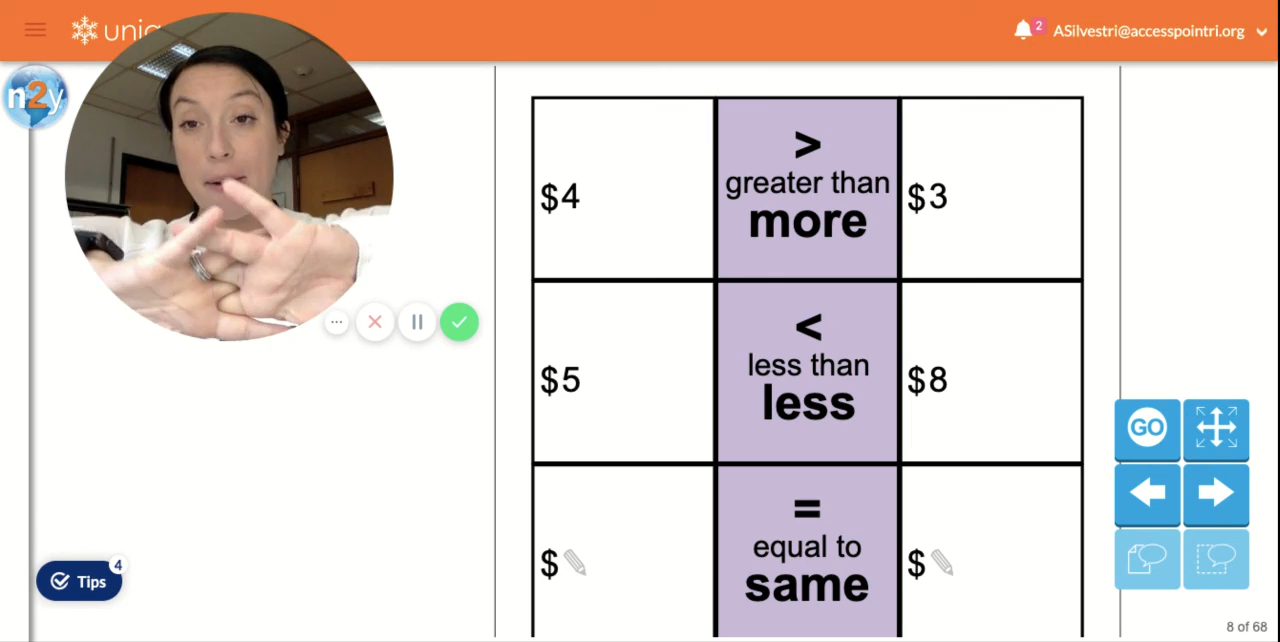 2
ASilvestri@accesspointri.org
n2y
$4
>
greater than
more
$3
$5
<
less than
less
$8
$
=
equal to
same
$
GO
4
Tips
8 of 68